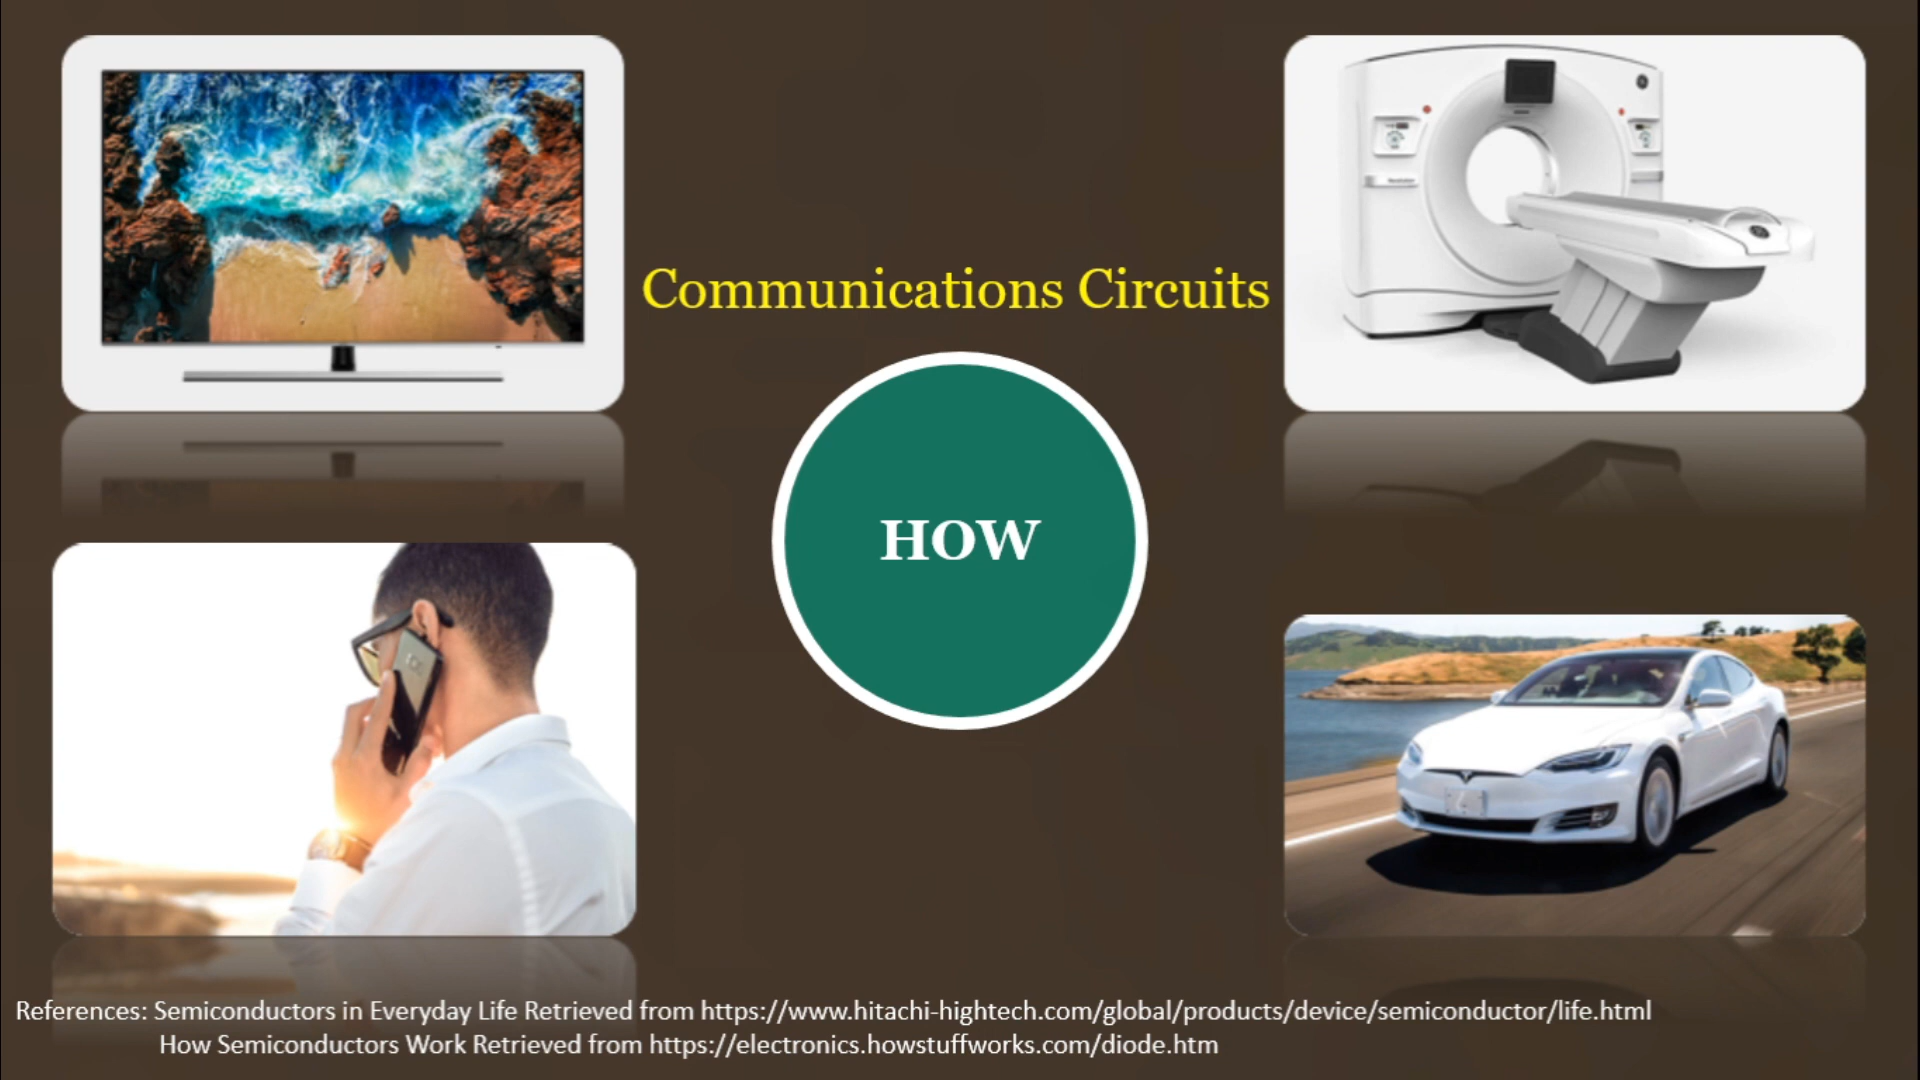 Communications Circuits
HOW
References: Semiconductors in Everyday Life Retrieved from https://www.hitachi-hightech.com/global/products/device/semiconductor/life.html
How Semiconductors Work Retrieved from https://electronics.howstuffworks.com/diode.htm